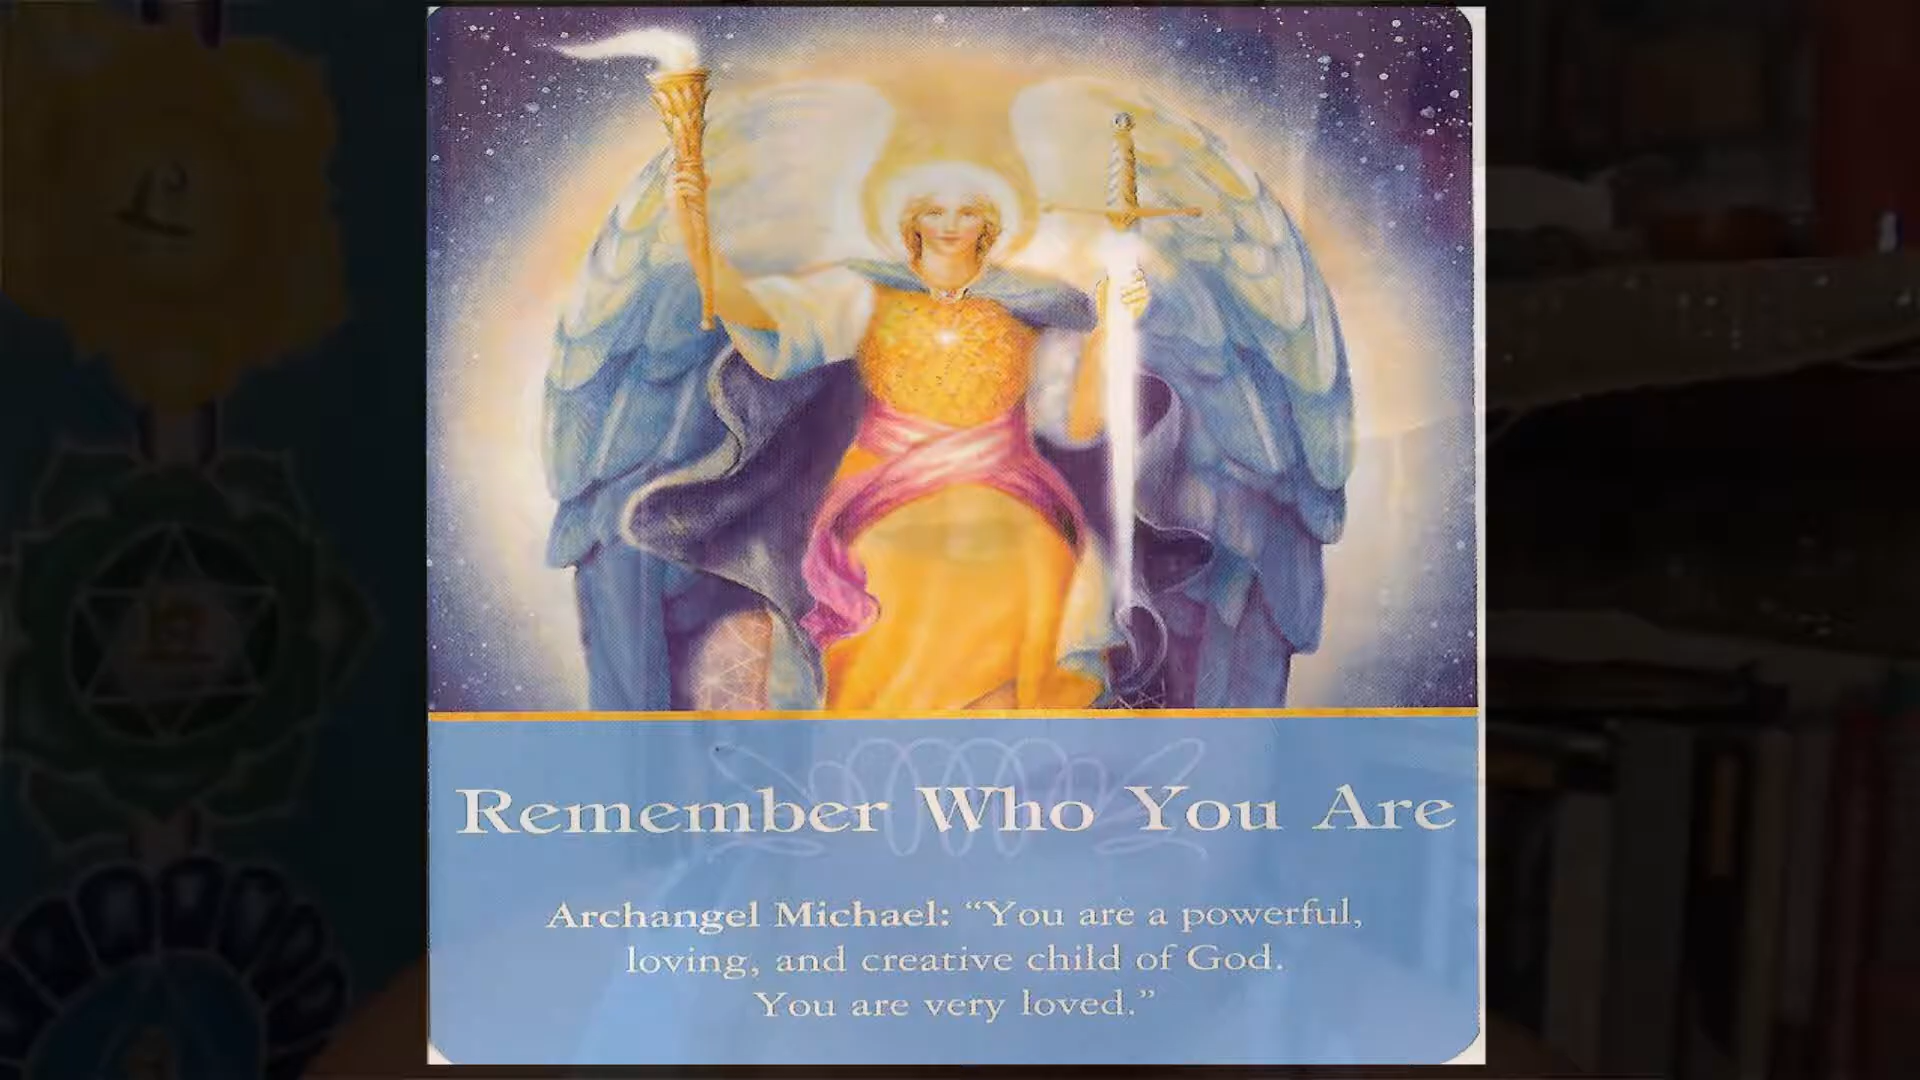 Remember Who You Are
Archangel Michael: “You are a powerful,
loving, and creative child of God.
You are very loved.”